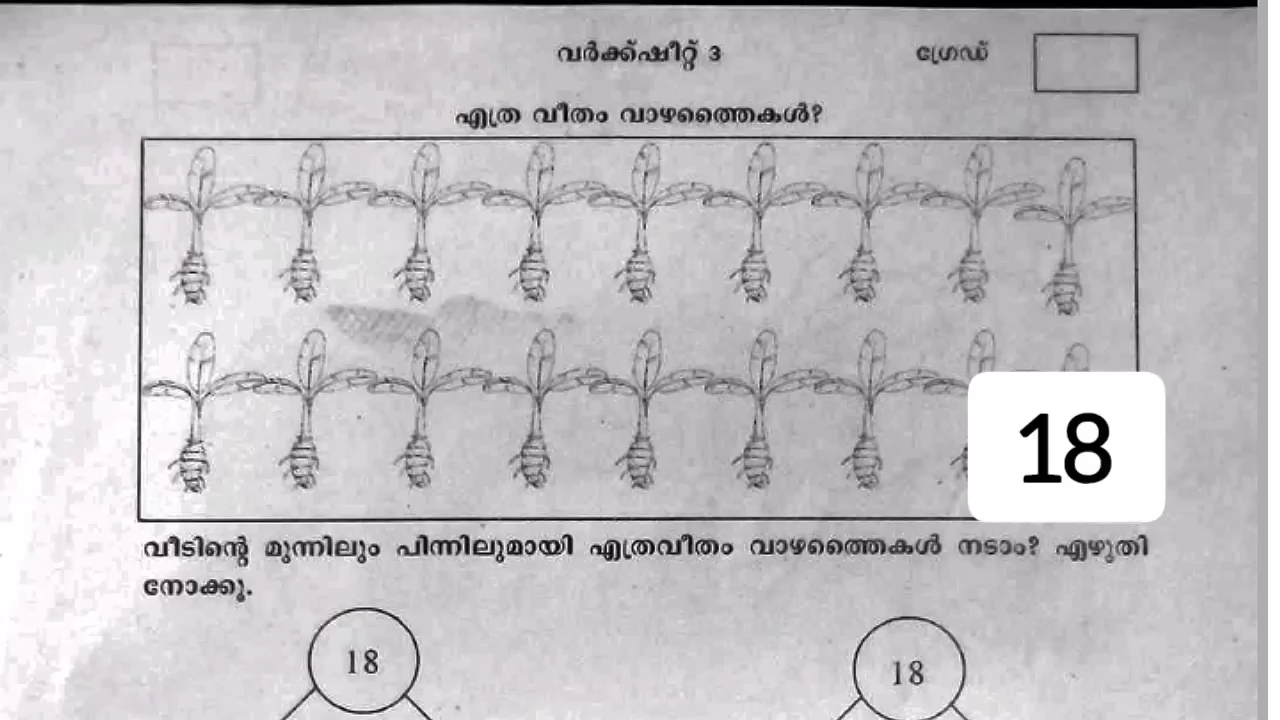 വർക്ക്ഷീറ്റ് 3
ഗ്രേഡ്
എത്ര വീതം വാഴത്തൈകൾ?
18
വീടിന്റെ മുന്നിലും പിന്നിലുമായി എത്രവീതം വാഴത്തൈകൾ നടാം? എഴുതി
നോക്കൂ.
18
18